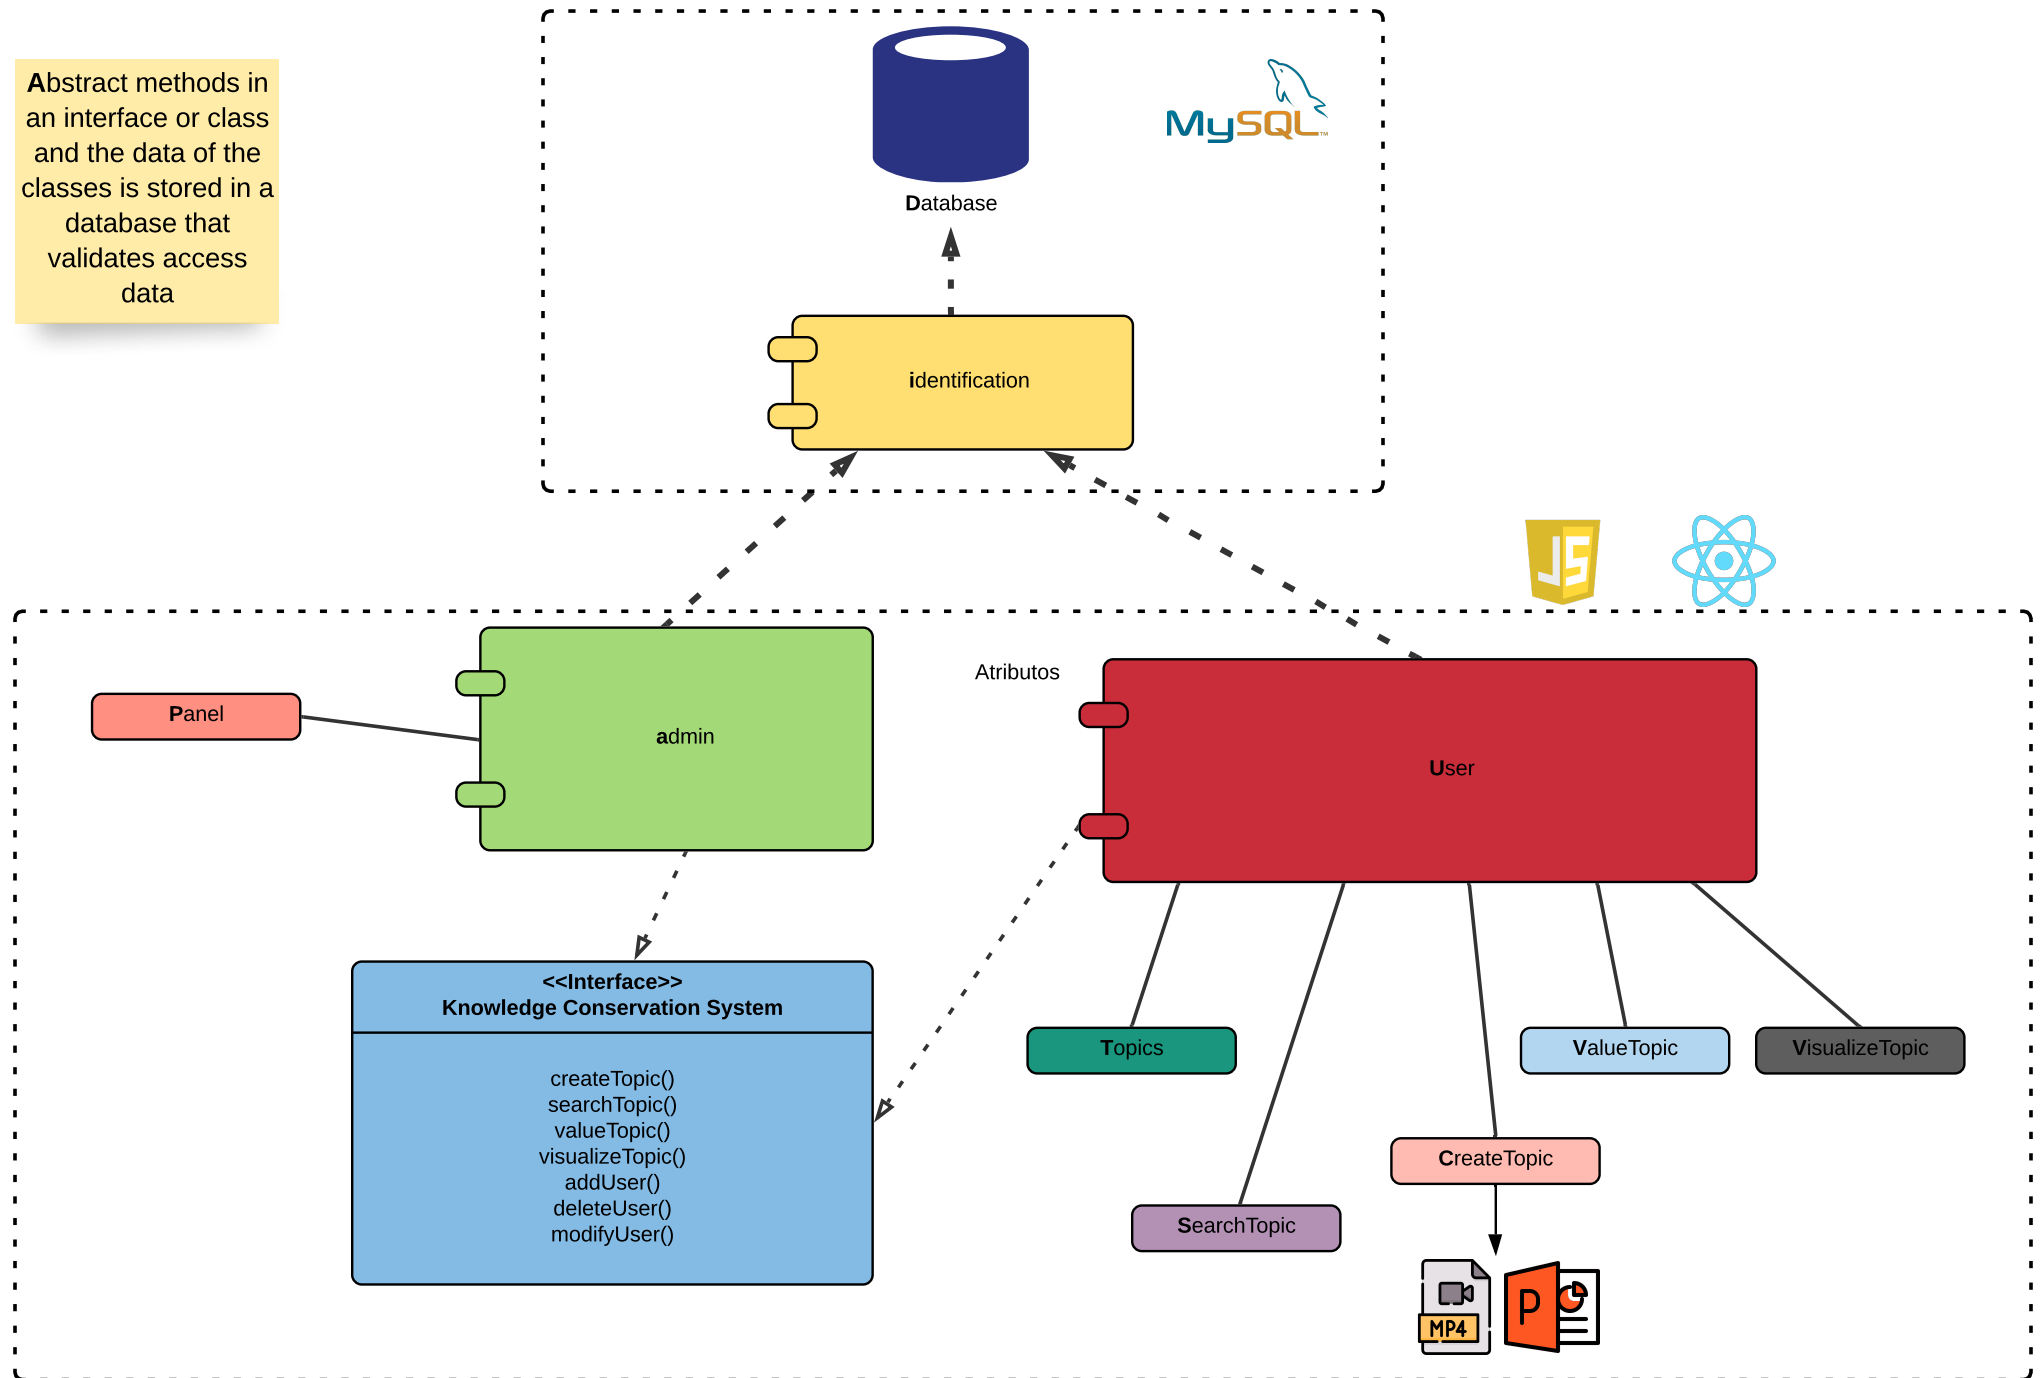 Abstract methods in
an interface or class
and the data of the
classes is stored in a
database that
validates access
data
MySQL™
Database
identification
JS
Panel
admin
Atributos
User
<<Interface>>
Knowledge Conservation System
createTopic()
searchTopic()
valueTopic()
visualizeTopic()
addUser()
deleteUser()
modifyUser()
Topics
ValueTopic
VisualizeTopic
CreateTopic
SearchTopic
MP4
P